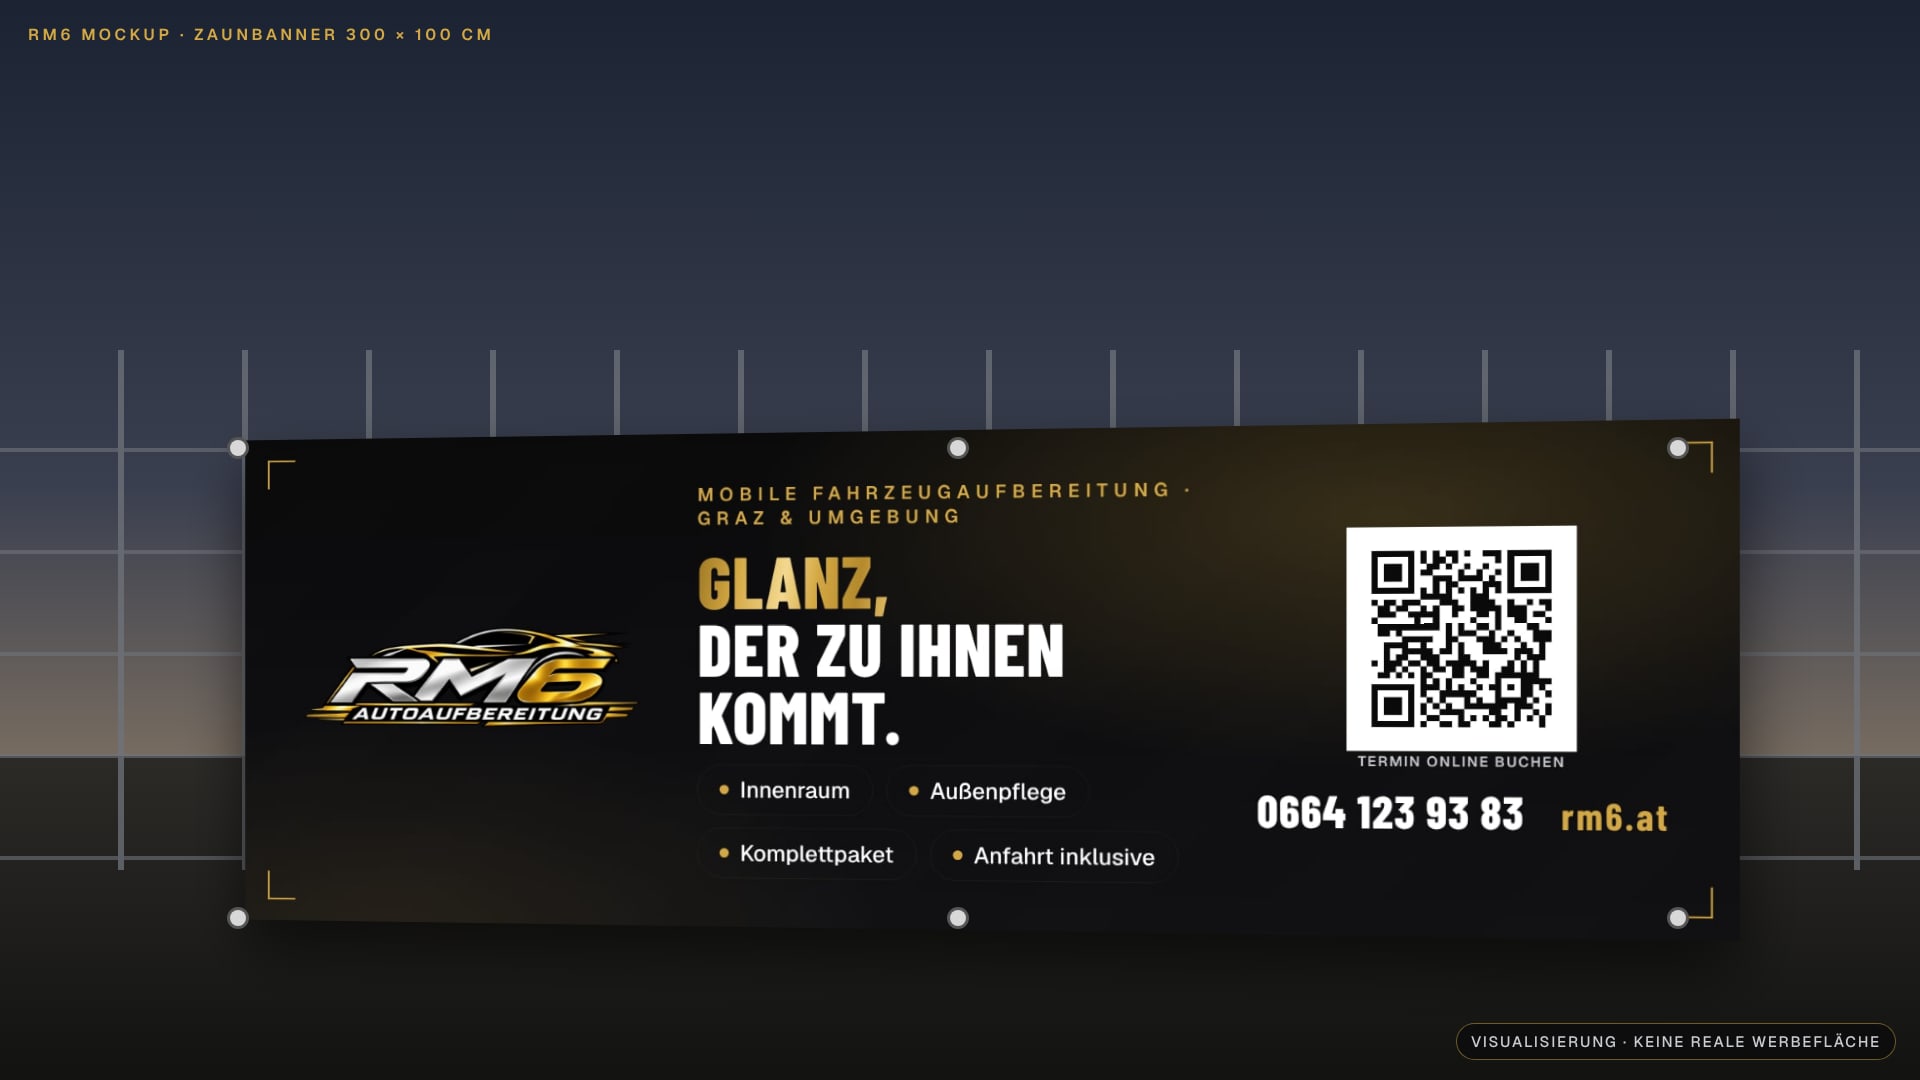 RM6 MOCKUP · ZAUNBANNER 300 × 100 CM
MOBILE FAHRZEUGAUFBEREITUNG ·
GRAZ & UMGEBUNG
GLANZ,
DER ZU IHNEN
KOMMT.
RM6
AUTOAUFBEREITUNG
Innenraum
Außenpflege
Komplettpaket
Anfahrt inklusive
TERMIN ONLINE BUCHEN
0664 123 93 83
rm6.at
VISUALISIERUNG · KEINE REALE WERBEFLÄCHE